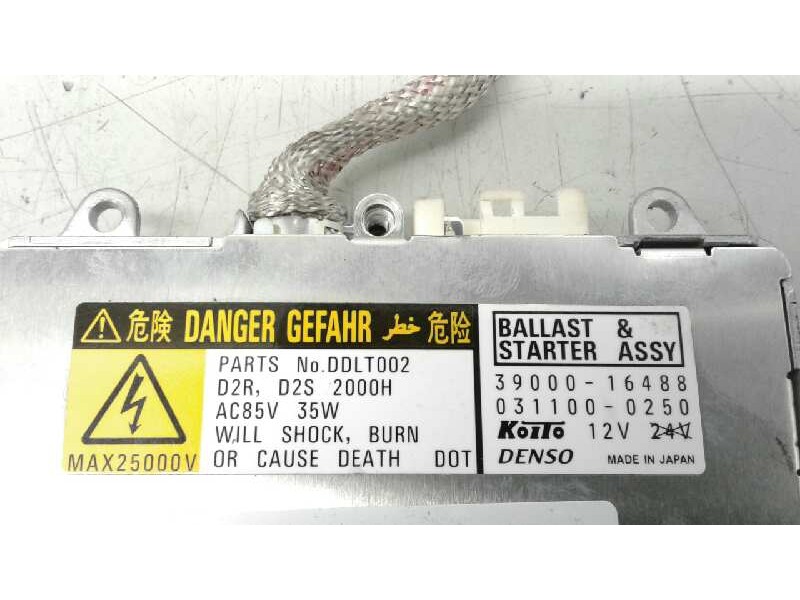 危険 DANGER GEFAHR خطر 危险
PARTS No.DDLT002
D2R, D2S 2000H
AC85V 35W
WILL SHOCK, BURN
OR CAUSE DEATH DOT
MAX25000V
BALLAST &
STARTER ASSY
39000-16488
031100-0250
KOITO 12V 24V
DENSO MADE IN JAPAN